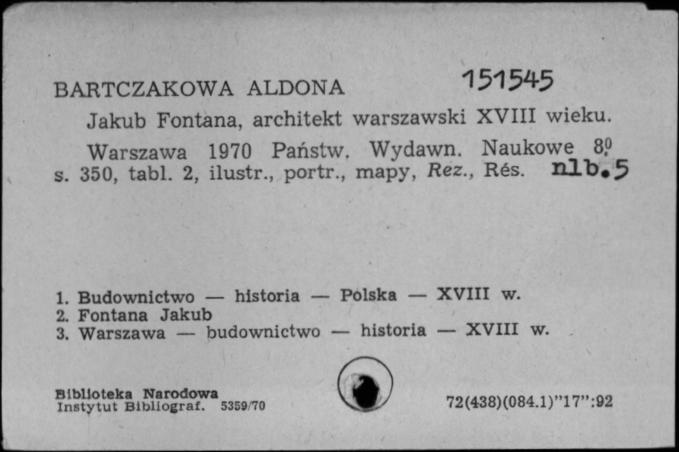 BARTCZAKOWA ALDONA 151545
Jakub Fontana, architekt warszawski XVIII wieku.
Warszawa 1970 Państw. Wydawn. Naukowe 8⁰
s. 350, tabl. 2, ilustr., portr., mapy, Rez., Rés. nlb.5
1. Budownictwo — historia — Polska — XVIII w.
2. Fontana Jakub
3. Warszawa — budownictwo — historia — XVIII w.
Biblioteka Narodowa
Instytut Bibliograf. 5359/70
72(438)(084.1)"17":92